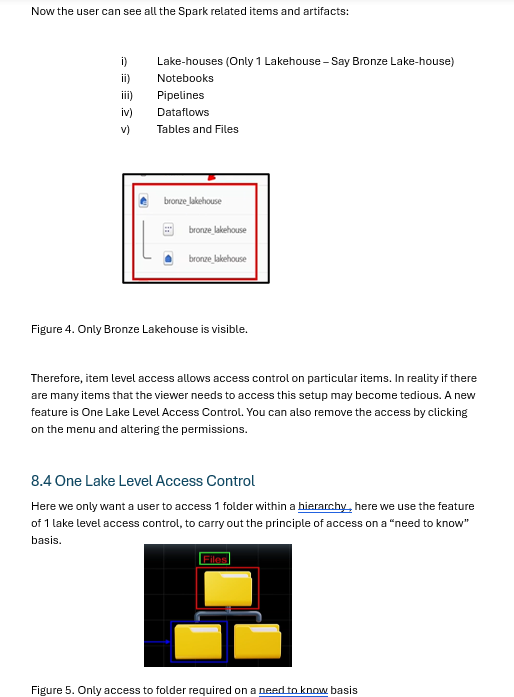 Now the user can see all the Spark related items and artifacts:
i) Lake-houses (Only 1 Lakehouse – Say Bronze Lake-house)
ii) Notebooks
iii) Pipelines
iv) Dataflows
v) Tables and Files
bronze_lakehouse
bronze_lakehouse
bronze_lakehouse
Figure 4. Only Bronze Lakehouse is visible.
Therefore, item level access allows access control on particular items. In reality if there
are many items that the viewer needs to access this setup may become tedious. A new
feature is One Lake Level Access Control. You can also remove the access by clicking
on the menu and altering the permissions.
8.4 One Lake Level Access Control
Here we only want a user to access 1 folder within a hierarchy , here we use the feature
of 1 lake level access control, to carry out the principle of access on a “need to know”
basis.
Files
Figure 5. Only access to folder required on a need to know basis